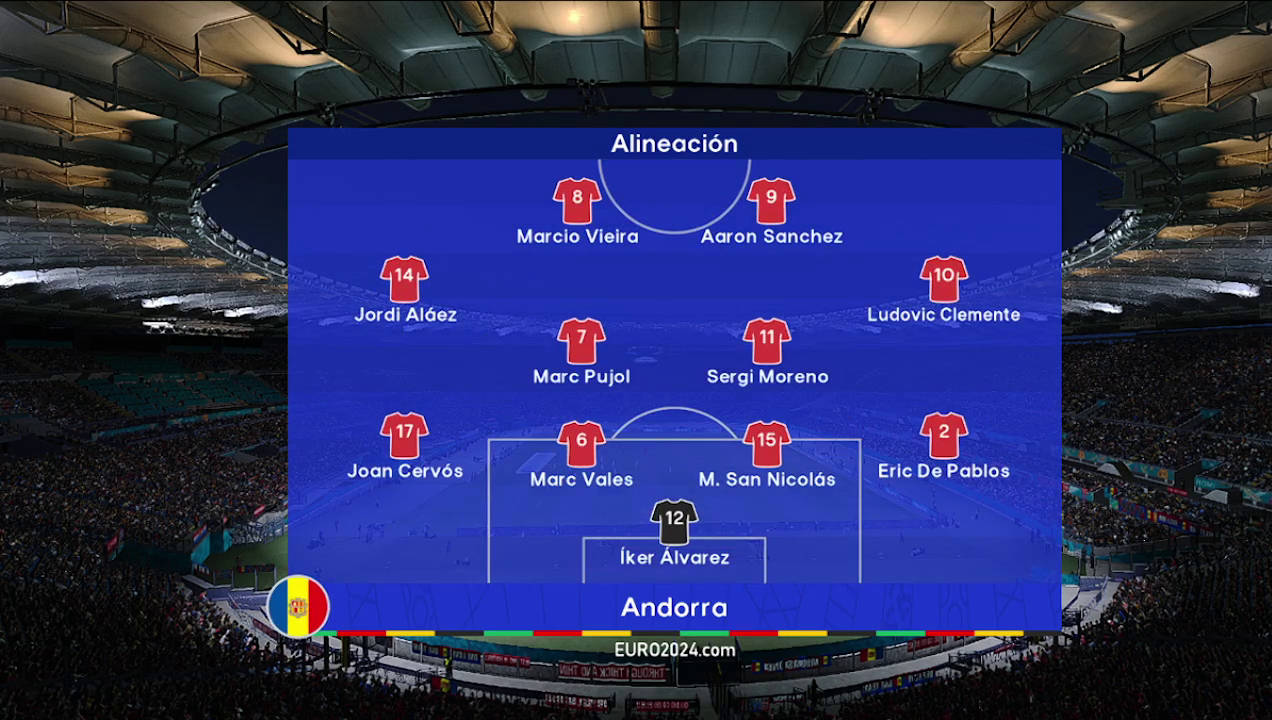 Alineación
8 9
Marcio Vieira Aaron Sanchez
14 10
Jordi Aláez Ludovic Clemente
7 11
Marc Pujol Sergi Moreno
17 6 15 2
Joan Cervós Marc Vales M. San Nicolás Eric De Pablos
12
Íker Álvarez
Andorra
EURO2024.com